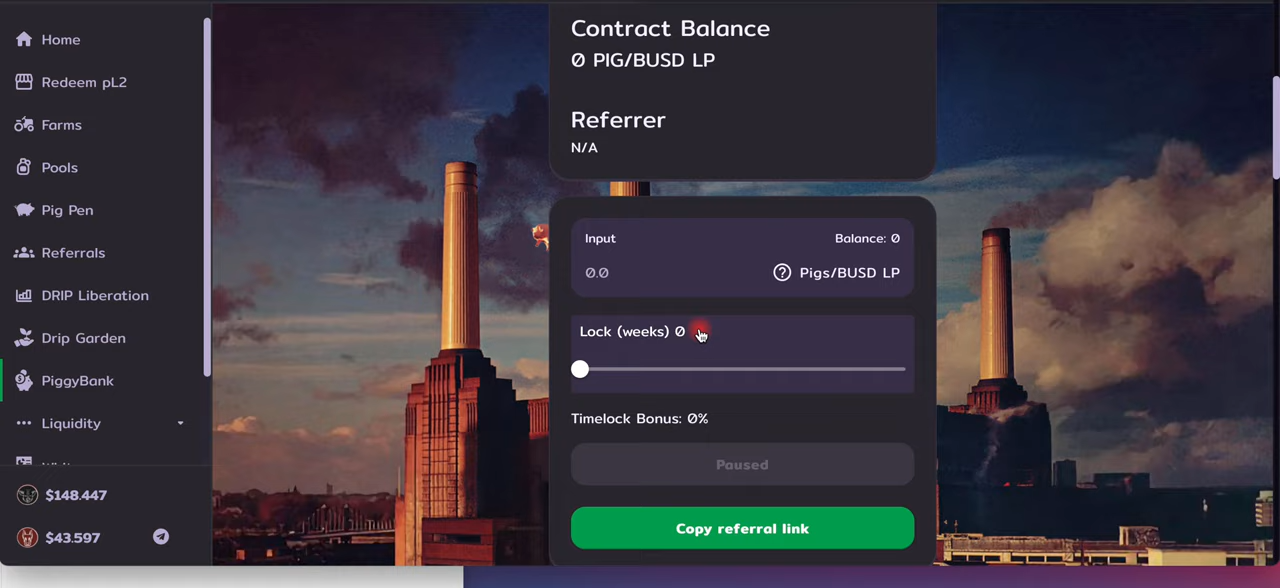 Home
Redeem pL2
Farms
Pools
Pig Pen
Referrals
DRIP Liberation
Drip Garden
PiggyBank
Liquidity
$148.447
$43.597
Contract Balance
0 PIG/BUSD LP
Referrer
N/A
Input Balance: 0
0.0 Pigs/BUSD LP
Lock (weeks) 0
Timelock Bonus: 0%
Paused
Copy referral link